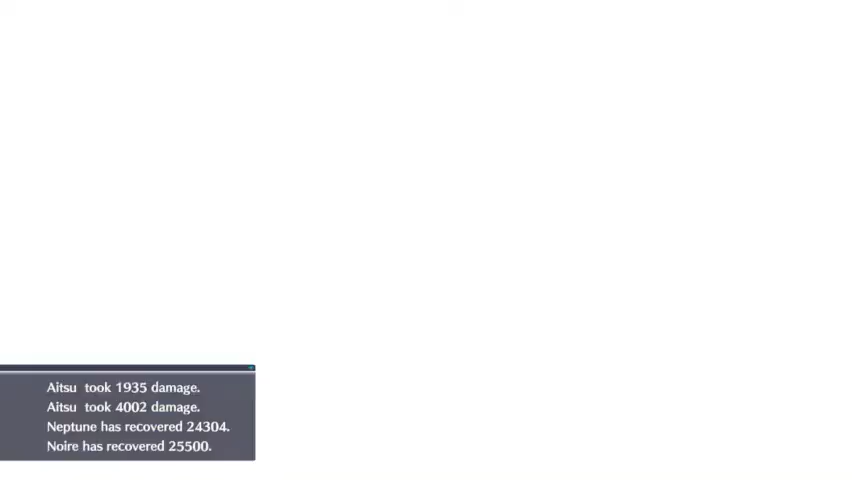 Aitsu took 1935 damage.
Aitsu took 4002 damage.
Neptune has recovered 24304.
Noire has recovered 25500.